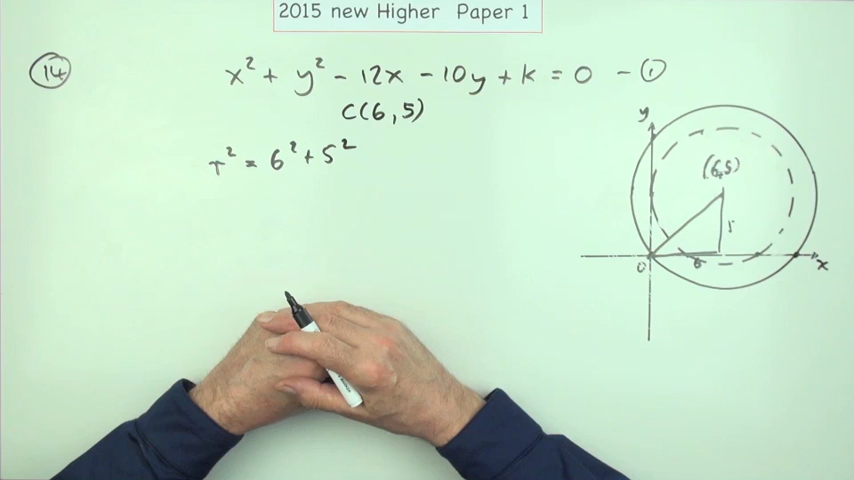 2015 new Higher Paper 1
14
x² + y² - 12x - 10y + k = 0 - 1
C(6,5)
r² = 6² + 5²
y
(6,5)
5
0
6
x